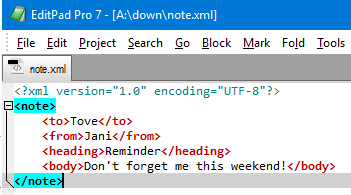 EditPad Pro 7 - [A:\down\note.xml]
File Edit Project Search Go Block Mark Fold Tools
note.xml
<?xml version="1.0" encoding="UTF-8"?>
<note>
<to>Tove</to>
<from>Jani</from>
<heading>Reminder</heading>
<body>Don't forget me this weekend!</body>
</note>